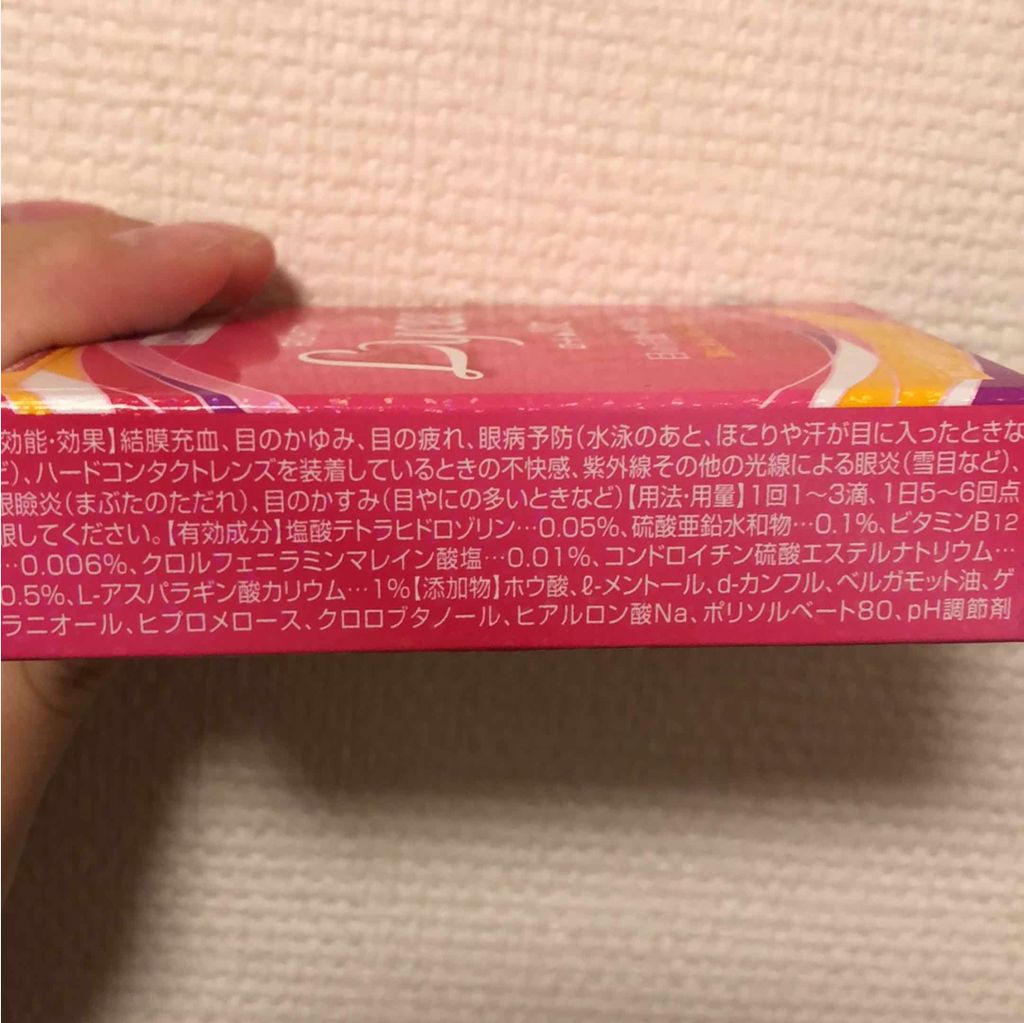 効能・効果】結膜充血、目のかゆみ、目の疲れ、眼病予防(水泳のあと、ほこりや汗が目に入ったときな
ど)、ハードコンタクトレンズを装着しているときの不快感、紫外線その他の光線による眼炎(雪目など)、
眼瞼炎(まぶたのただれ)、目のかすみ(目やにの多いときなど)【用法・用量】1回1〜3滴、1日5〜6回点
眼してください。【有効成分】塩酸テトラヒドロゾリン…0.05%、硫酸亜鉛水和物…0.1%、ビタミンB12
…0.006%、クロルフェニラミンマレイン酸塩…0.01%、コンドロイチン硫酸エステルナトリウム…
0.5%、L-アスパラギン酸カリウム…1%【添加物】ホウ酸、ℓ-メントール、d-カンフル、ベルガモット油、ゲ
ラニオール、ヒプロメロース、クロロブタノール、ヒアルロン酸Na、ポリソルベート80、pH調節剤